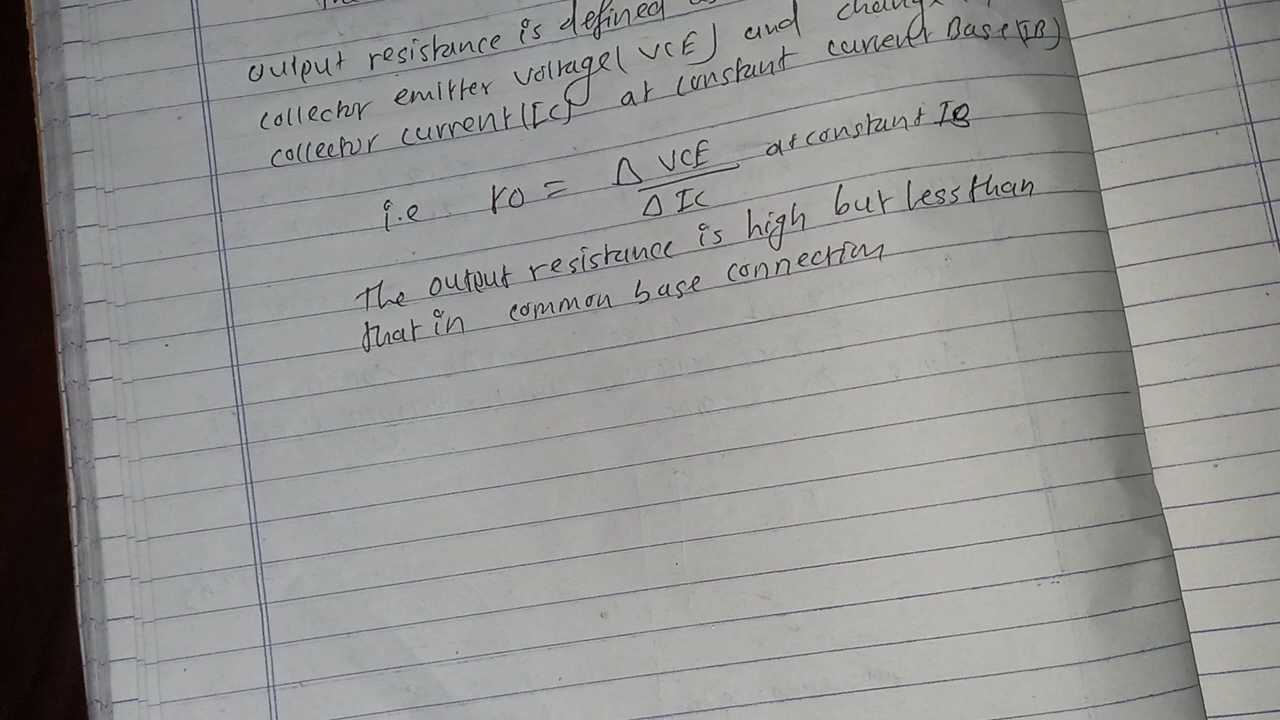 output resistance is defined
collector emitter voltage (VCE) and
collector current (IC) at constant current Base (IB)
i.e ro = ΔVCE / ΔIC at constant IB
The output resistance is high but less than
that in common base connection